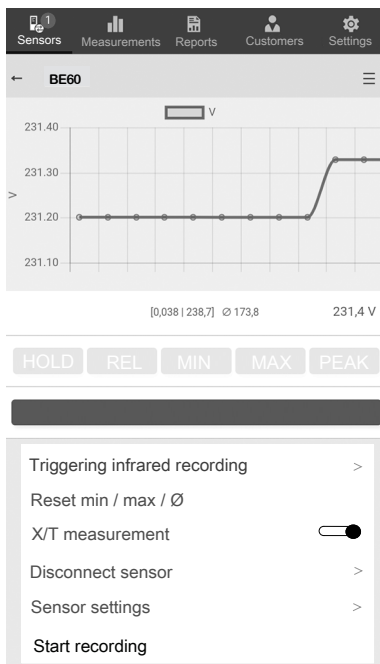 1
Sensors Measurements Reports Customers Settings
← BE60 ☰
V
231.40
231.30
V
231.20
231.10
[0,038 | 238,7] Ø 173,8 231,4 V
HOLD REL MIN MAX PEAK
Triggering infrared recording >
Reset min / max / Ø
X/T measurement
Disconnect sensor >
Sensor settings >
Start recording